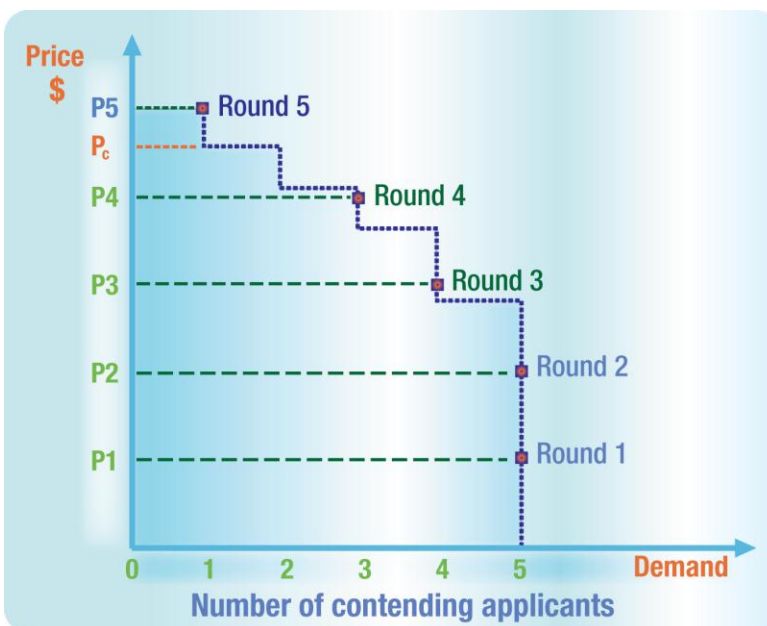 Price
$
P5
Round 5
Pc
P4
Round 4
P3
Round 3
P2
Round 2
P1
Round 1
0 1 2 3 4 5 Demand
Number of contending applicants